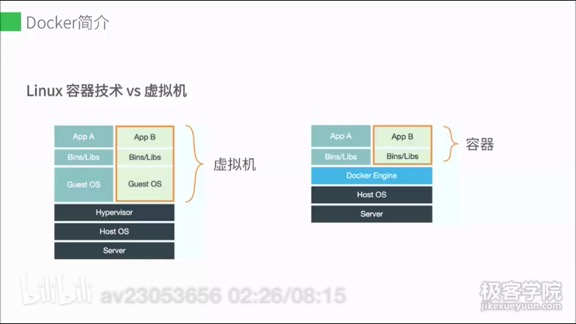 Docker简介
Linux 容器技术 vs 虚拟机
App A
App B
Bins/Libs
Bins/Libs
Guest OS
Guest OS
虚拟机
Hypervisor
Host OS
Server
App A
App B
Bins/Libs
Bins/Libs
容器
Docker Engine
Host OS
Server
bilibili av23053656 02:26/08:15
极客学院
jikexueyuan.com